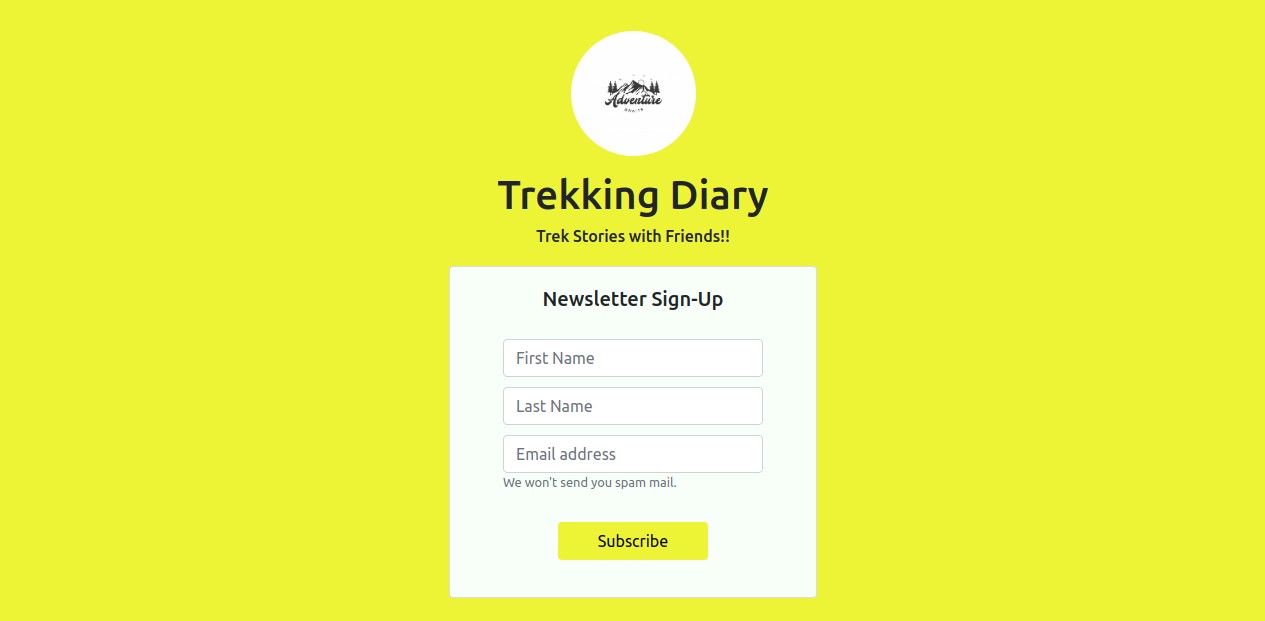 Adventure
Trekking Diary
Trek Stories with Friends!!
Newsletter Sign-Up
First Name
Last Name
Email address
We won't send you spam mail.
Subscribe